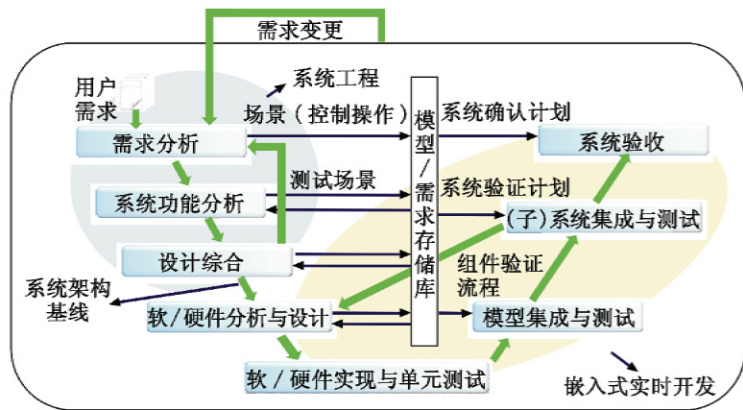 需求变更
用户
需求
系统工程
场景(控制操作)
系统确认计划
需求分析
系统验收
测试场景
系统验证计划
系统功能分析
(子)系统集成与测试
模型/需求存储库
设计综合
组件验证
流程
系统架构
基线
软/硬件分析与设计
模型集成与测试
软/硬件实现与单元测试
嵌入式实时开发